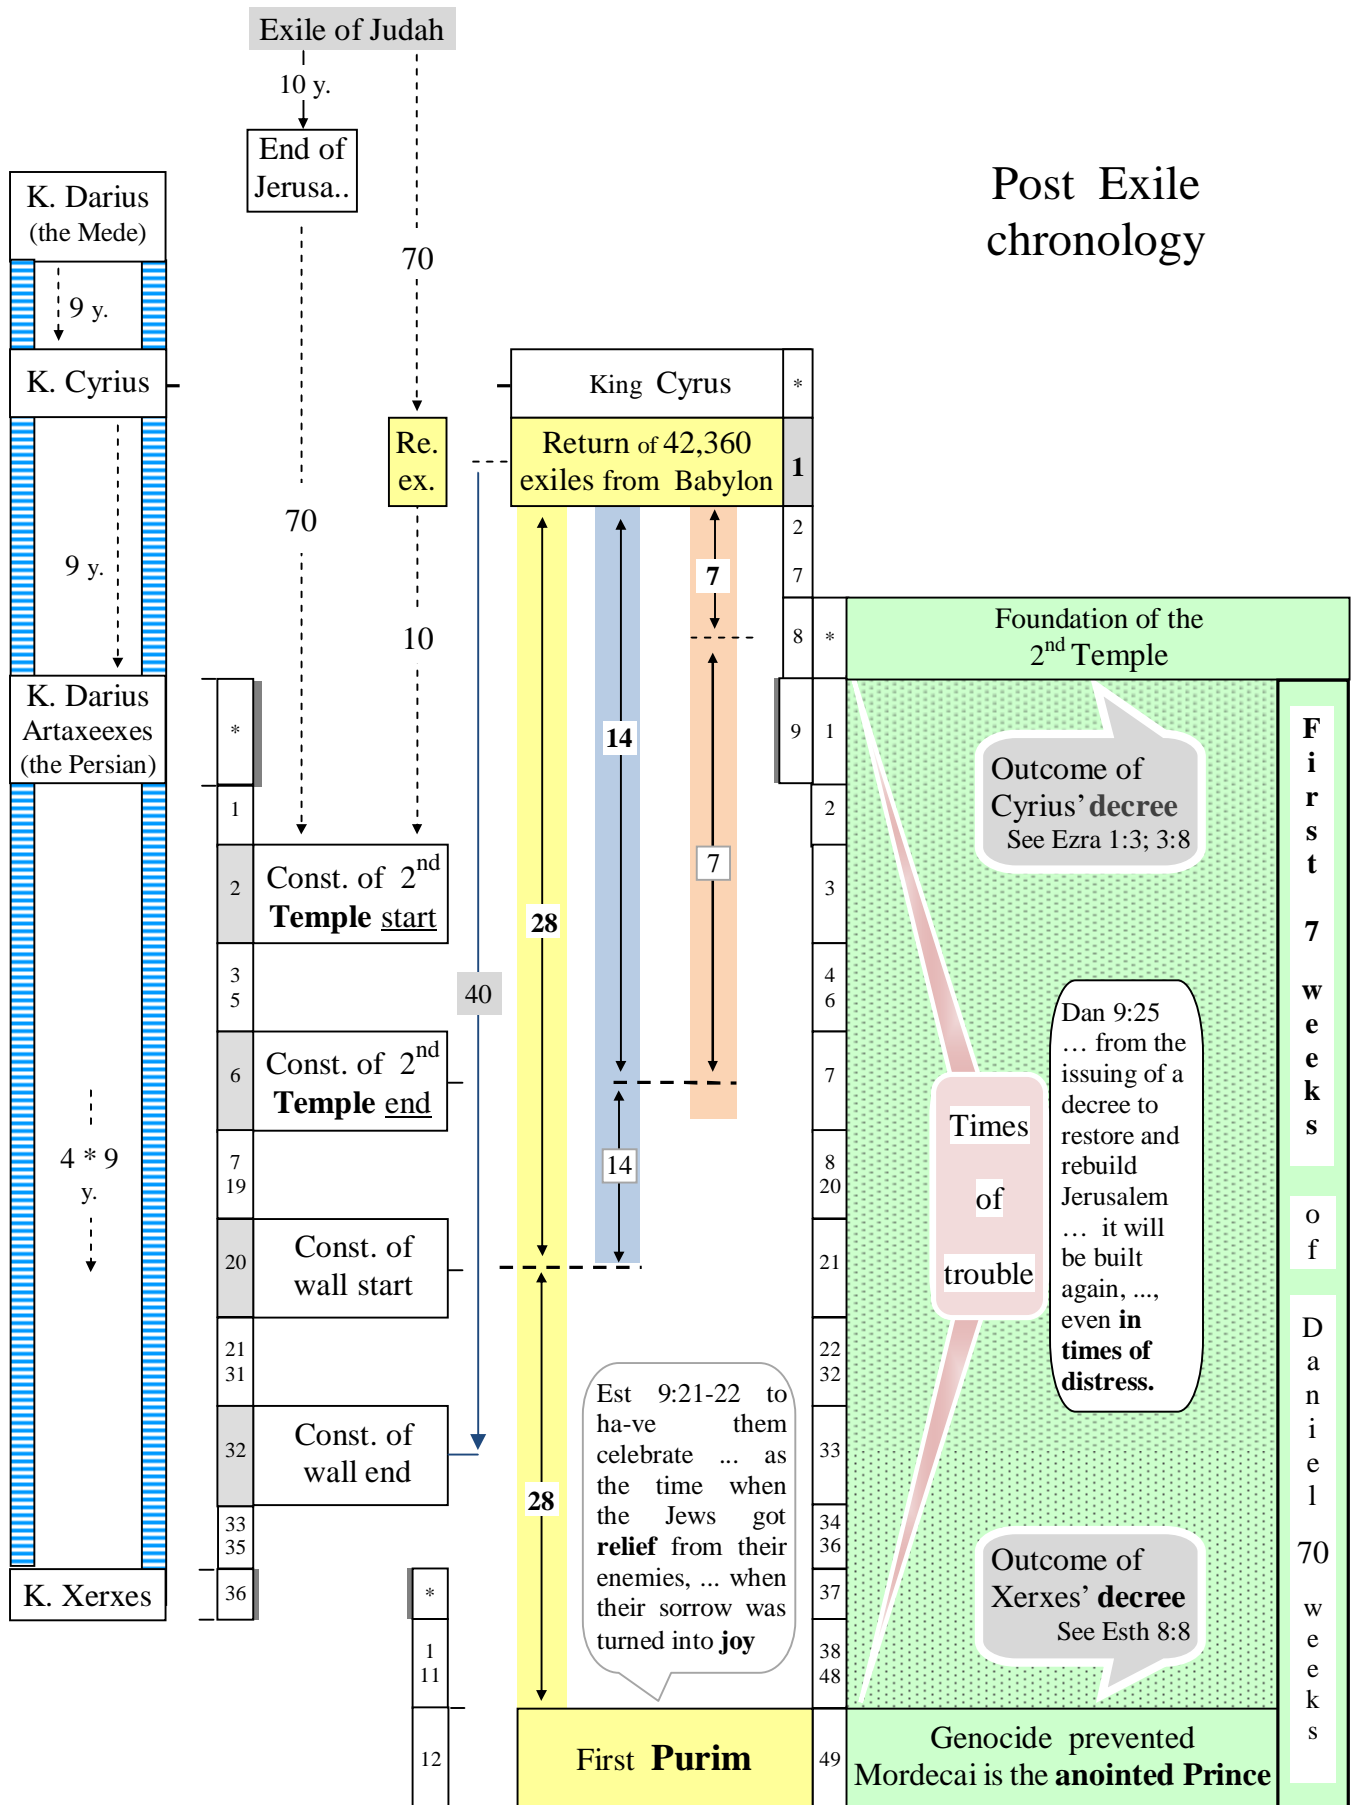 Exile of Judah
10 y.
End of
Jerusa..
70
70
10
Re.
ex.
Post Exile
chronology
K. Darius
(the Mede)
9 y.
K. Cyrius
9 y.
K. Darius
Artaxeexes
(the Persian)
4 * 9
y.
K. Xerxes
*
1
2
3
5
6
7
19
20
21
31
32
33
35
36
Const. of 2nd
Temple start
Const. of 2nd
Temple end
Const. of
wall start
Const. of
wall end
*
1
11
12
40
King Cyrus
Return of 42,360
exiles from Babylon
28
14
7
7
14
28
Est 9:21-22 to
ha-ve them
celebrate ... as
the time when
the Jews got
relief from their
enemies, ... when
their sorrow was
turned into joy
First Purim
*
1
2
7
8
9
*
1
2
3
4
6
7
8
20
21
22
32
33
34
36
37
38
48
49
Foundation of the
2nd Temple
Outcome of
Cyrius’ decree
See Ezra 1:3; 3:8
Times
of
trouble
Dan 9:25
… from the
issuing of a
decree to
restore and
rebuild
Jerusalem
… it will
be built
again, ...,
even in
times of
distress.
Outcome of
Xerxes’ decree
See Esth 8:8
Genocide prevented
Mordecai is the anointed Prince
First 7 weeks of Daniel 70 weeks